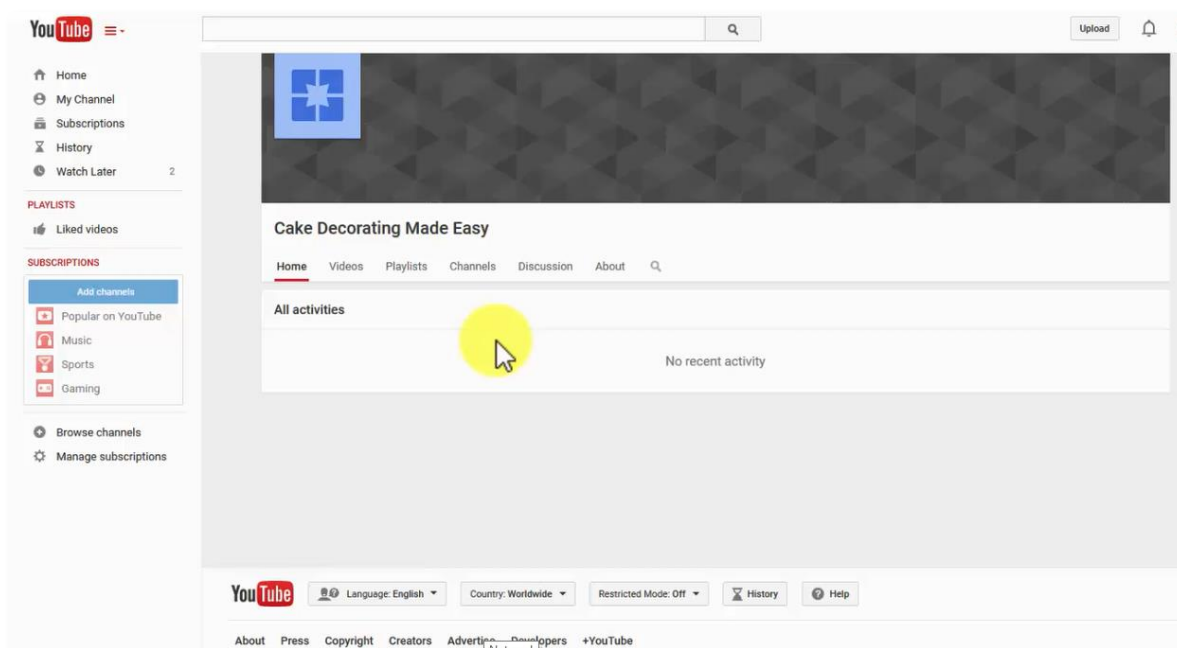 YouTube
Upload
Home
My Channel
Subscriptions
History
Watch Later 2
PLAYLISTS
Liked videos
SUBSCRIPTIONS
Add channels
Popular on YouTube
Music
Sports
Gaming
Browse channels
Manage subscriptions
Cake Decorating Made Easy
Home Videos Playlists Channels Discussion About
All activities
No recent activity
YouTube Language: English Country: Worldwide Restricted Mode: Off History Help
About Press Copyright Creators Advertise Developers +YouTube